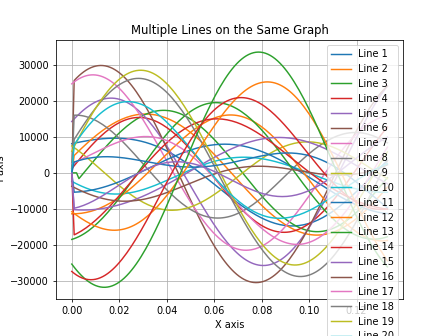 Multiple Lines on the Same Graph
30000
20000
10000
0
−10000
−20000
−30000
0.00 0.02 0.04 0.06 0.08 0.10
X axis
Line 1
Line 2
Line 3
Line 4
Line 5
Line 6
Line 7
Line 8
Line 9
Line 10
Line 11
Line 12
Line 13
Line 14
Line 15
Line 16
Line 17
Line 18
Line 19
Line 20